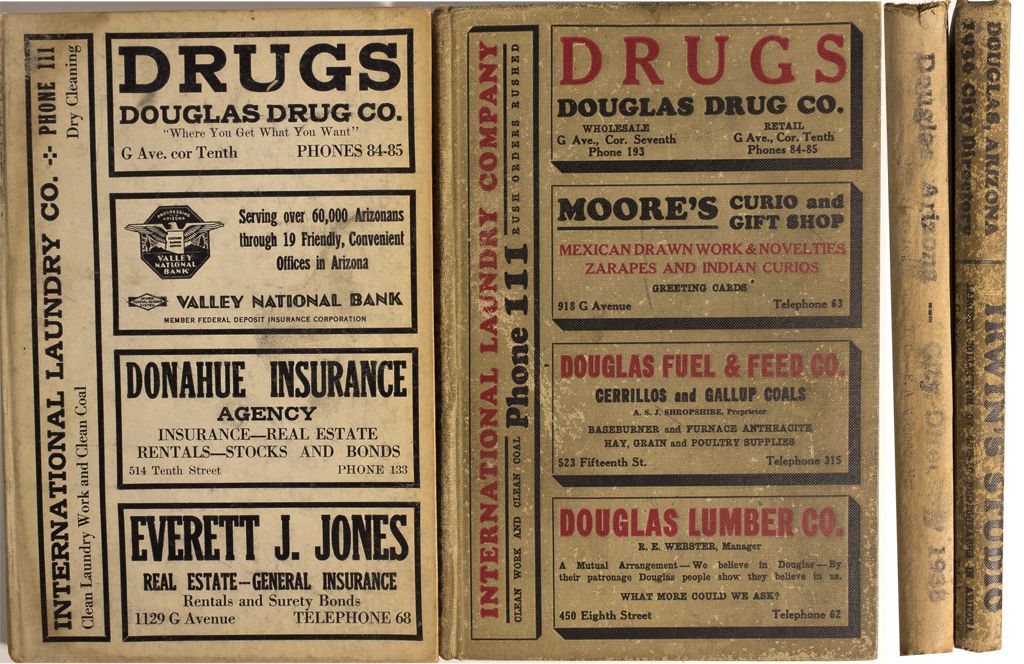 INTERNATIONAL LAUNDRY CO. ⁘ PHONE 111
Clean Laundry Work and Clean Coal
Dry Cleaning
DRUGS
DOUGLAS DRUG CO.
"Where You Get What You Want"
G Ave. cor Tenth PHONES 84-85
PROGRESSING
ARIZONA
VALLEY
NATIONAL
BANK
Serving over 60,000 Arizonans
through 19 Friendly, Convenient
Offices in Arizona
VALLEY NATIONAL BANK
MEMBER FEDERAL DEPOSIT INSURANCE CORPORATION
DONAHUE INSURANCE
AGENCY
INSURANCE—REAL ESTATE
RENTALS—STOCKS AND BONDS
514 Tenth Street PHONE 133
EVERETT J. JONES
REAL ESTATE--GENERAL INSURANCE
Rentals and Surety Bonds
1129 G Avenue TELEPHONE 68
INTERNATIONAL LAUNDRY COMPANY
CLEAN WORK AND CLEAN COAL Phone 111 RUSH ORDERS RUSHED
DRUGS
DOUGLAS DRUG CO.
WHOLESALE RETAIL
G Ave., Cor. Seventh G Ave., Cor. Tenth
Phone 193 Phones 84-85
MOORE'S CURIO and
GIFT SHOP
MEXICAN DRAWN WORK & NOVELTIES
ZARAPES AND INDIAN CURIOS
GREETING CARDS
918 G Avenue Telephone 63
DOUGLAS FUEL & FEED CO.
CERRILLOS and GALLUP COALS
A. S. J. SHROPSHIRE, Proprietor
BASEBURNER and FURNACE ANTHRACITE
HAY, GRAIN and POULTRY SUPPLIES
523 Fifteenth St. Telephone 315
DOUGLAS LUMBER CO.
R. E. WEBSTER, Manager
A Mutual Arrangement—We believe in Douglas—By
their patronage Douglas people show they believe in us.
WHAT MORE COULD WE ASK?
450 Eighth Street Telephone 62
Douglas Arizona City
DOUGLAS, ARIZONA
City Directory
IRWIN'S STUDIO
PHOTOGRAPHS IN ARIZONA